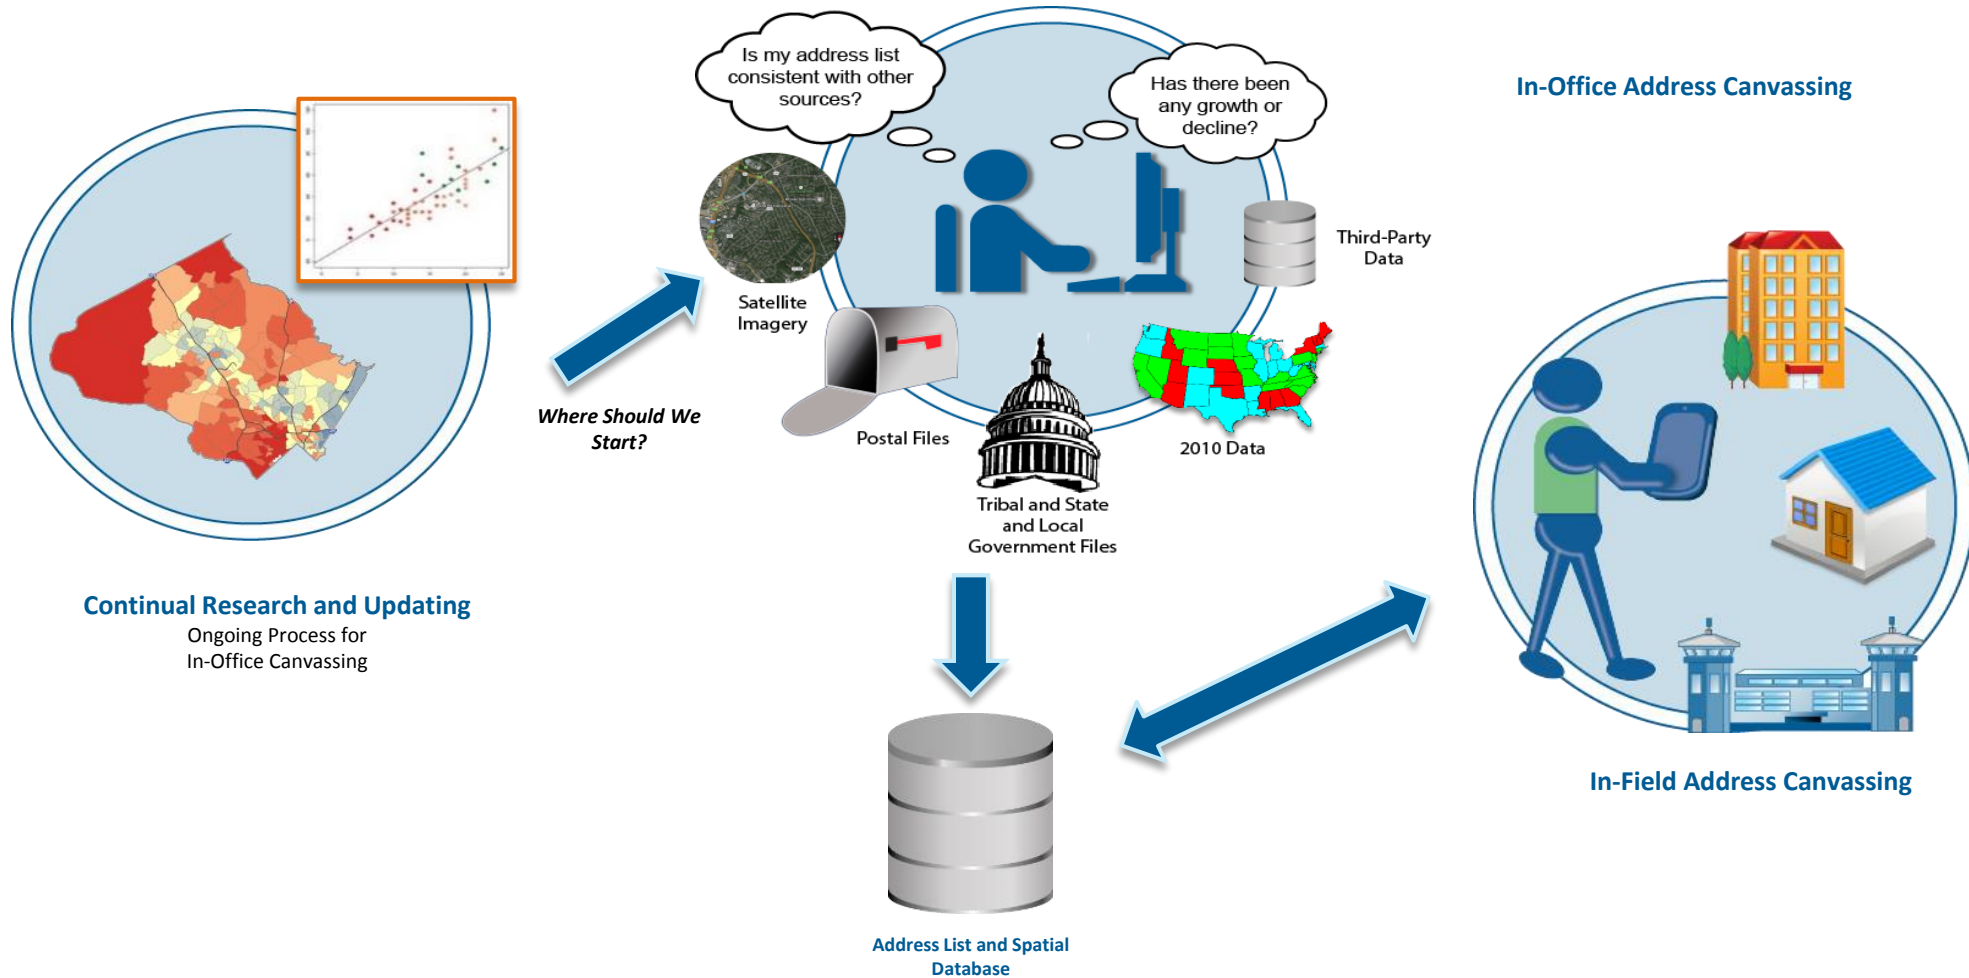 Is my address list
consistent with other
sources?
Has there been
any growth or
decline?
In-Office Address Canvassing
Satellite
Imagery
Third-Party
Data
Postal Files
2010 Data
Tribal and State
and Local
Government Files
Where Should We
Start?
Continual Research and Updating
Ongoing Process for
In-Office Canvassing
In-Field Address Canvassing
Address List and Spatial
Database